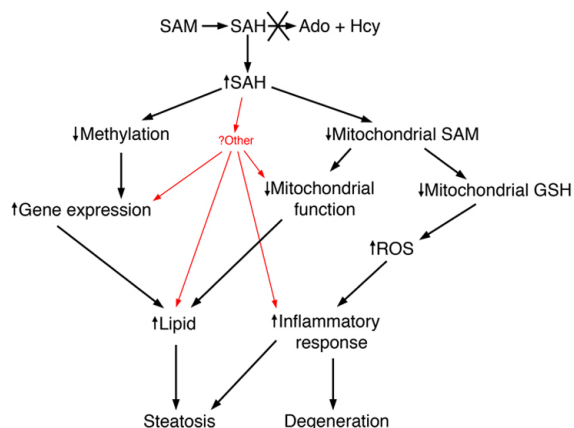 SAM → SAH → Ado + Hcy
↑SAH
↓Methylation
?Other
↓Mitochondrial SAM
↑Gene expression
↓Mitochondrial
function
↓Mitochondrial GSH
↑ROS
↑Lipid
↑Inflammatory
response
Steatosis
Degeneration